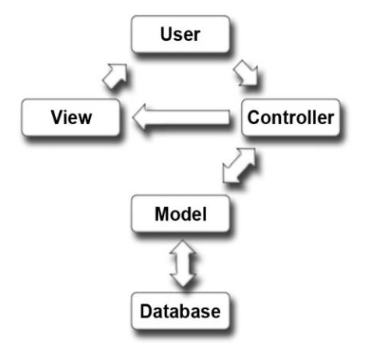 User
View
Controller
Model
Database